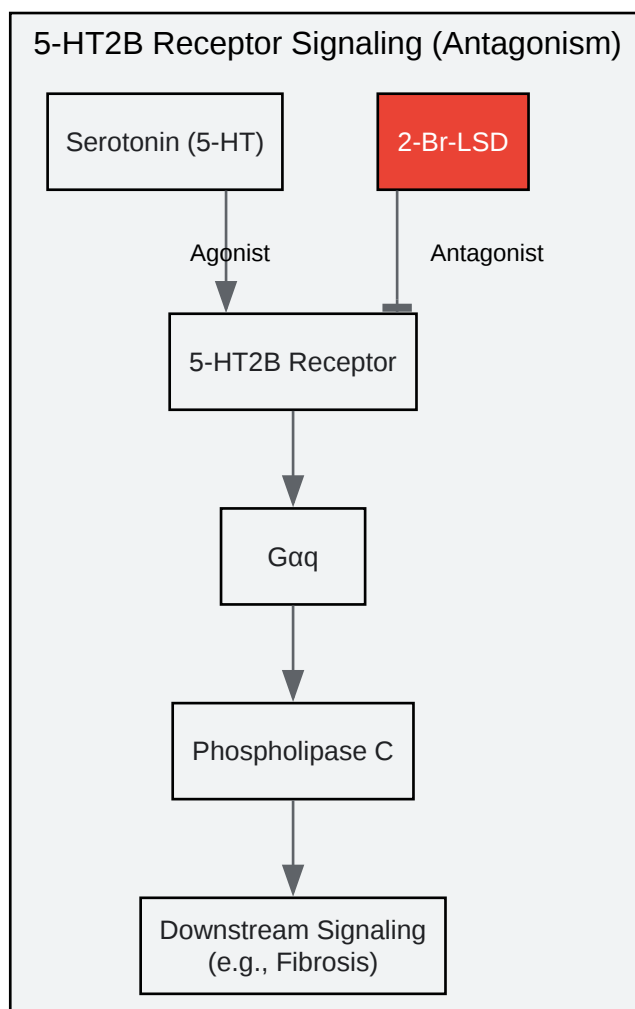 5-HT2B Receptor Signaling (Antagonism)
Serotonin (5-HT)
2-Br-LSD
Agonist
Antagonist
5-HT2B Receptor
Gαq
Phospholipase C
Downstream Signaling
(e.g., Fibrosis)